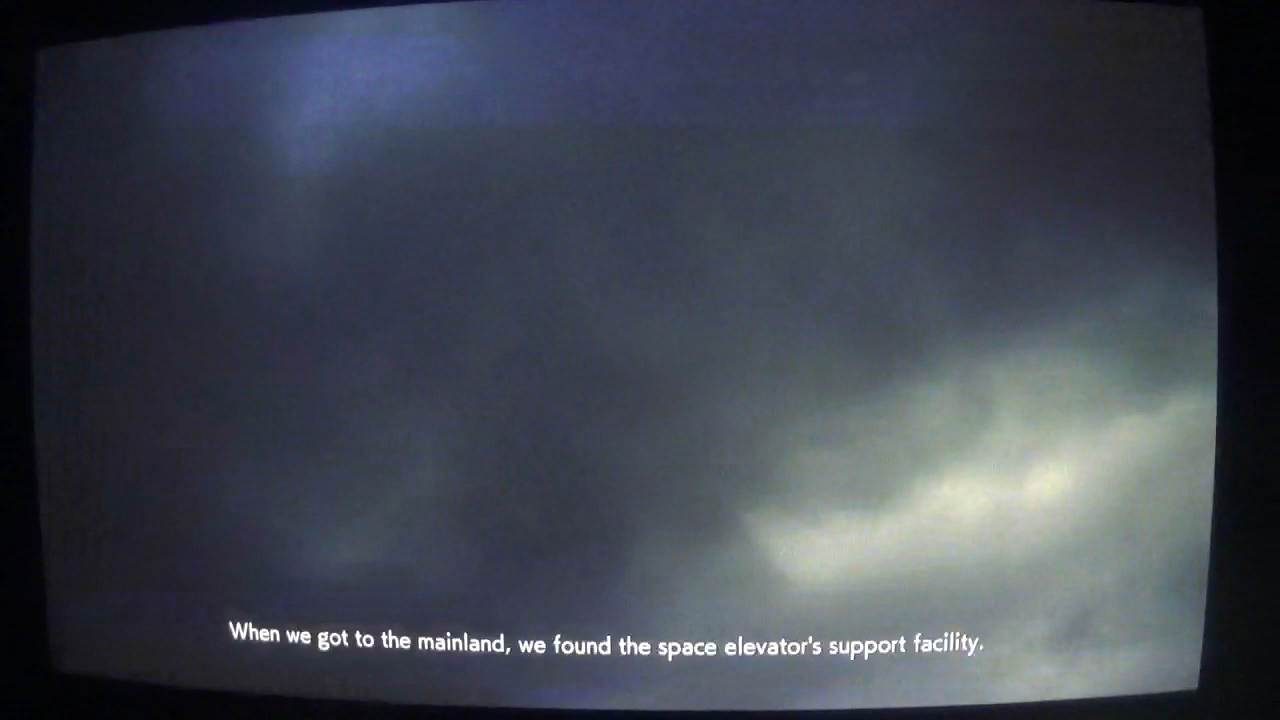 When we got to the mainland, we found the space elevator's support facility.